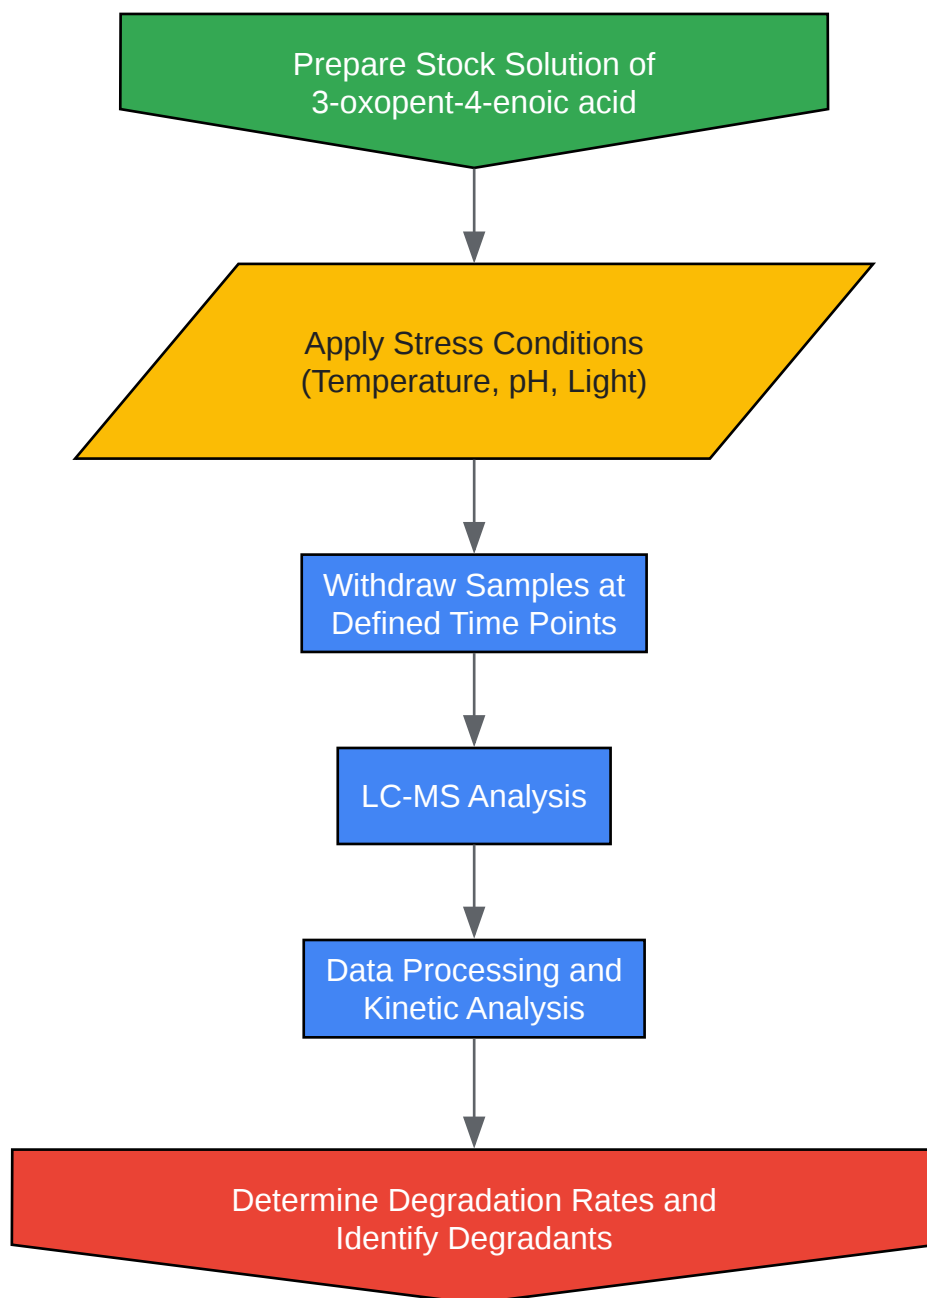 Prepare Stock Solution of
3-oxopent-4-enoic acid
Apply Stress Conditions
(Temperature, pH, Light)
Withdraw Samples at
Defined Time Points
LC-MS Analysis
Data Processing and
Kinetic Analysis
Determine Degradation Rates and
Identify Degradants